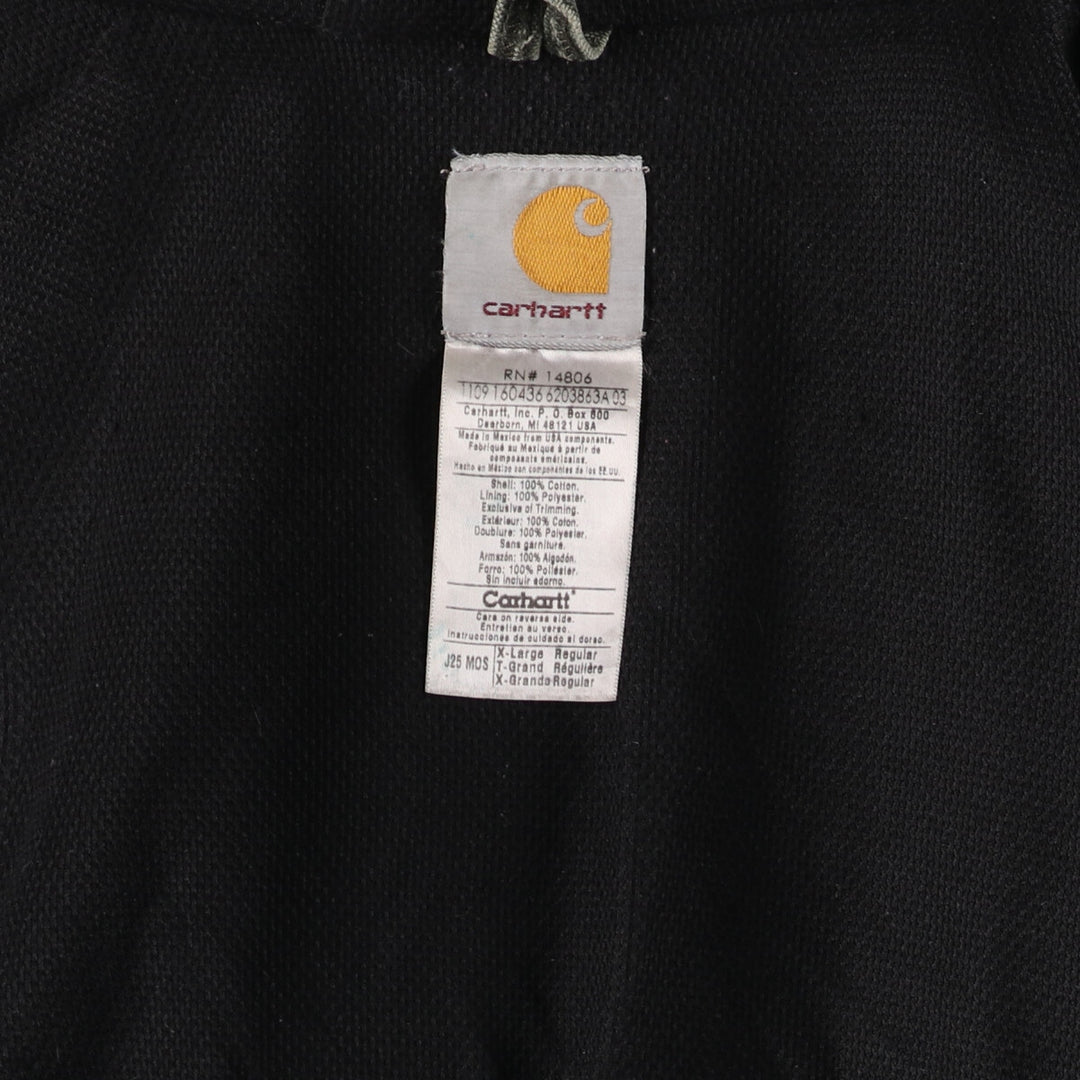 carhartt
RN# 14806
1109 160436 6203863A 03
Carhartt, Inc. P. O. Box 600
Dearborn, MI 48121 USA
Made in Mexico from USA components.
Fabriqué au Mexique à partir de
composants américains.
Hecho en México con componentes de los EE.UU.
Shell: 100% Cotton.
Lining: 100% Polyester.
Exclusive of Trimming.
Extérieur: 100% Coton.
Doublure: 100% Polyester.
Sans garniture.
Armazón: 100% Algodón.
Forro: 100% Poliéster.
Sin incluir adorno.
Carhartt®
Care on reverse side.
Entretien au verso.
Instrucciones de cuidado al dorso.
J25 MOS
X-Large Regular
T-Grand Régulière
X-Grande Regular